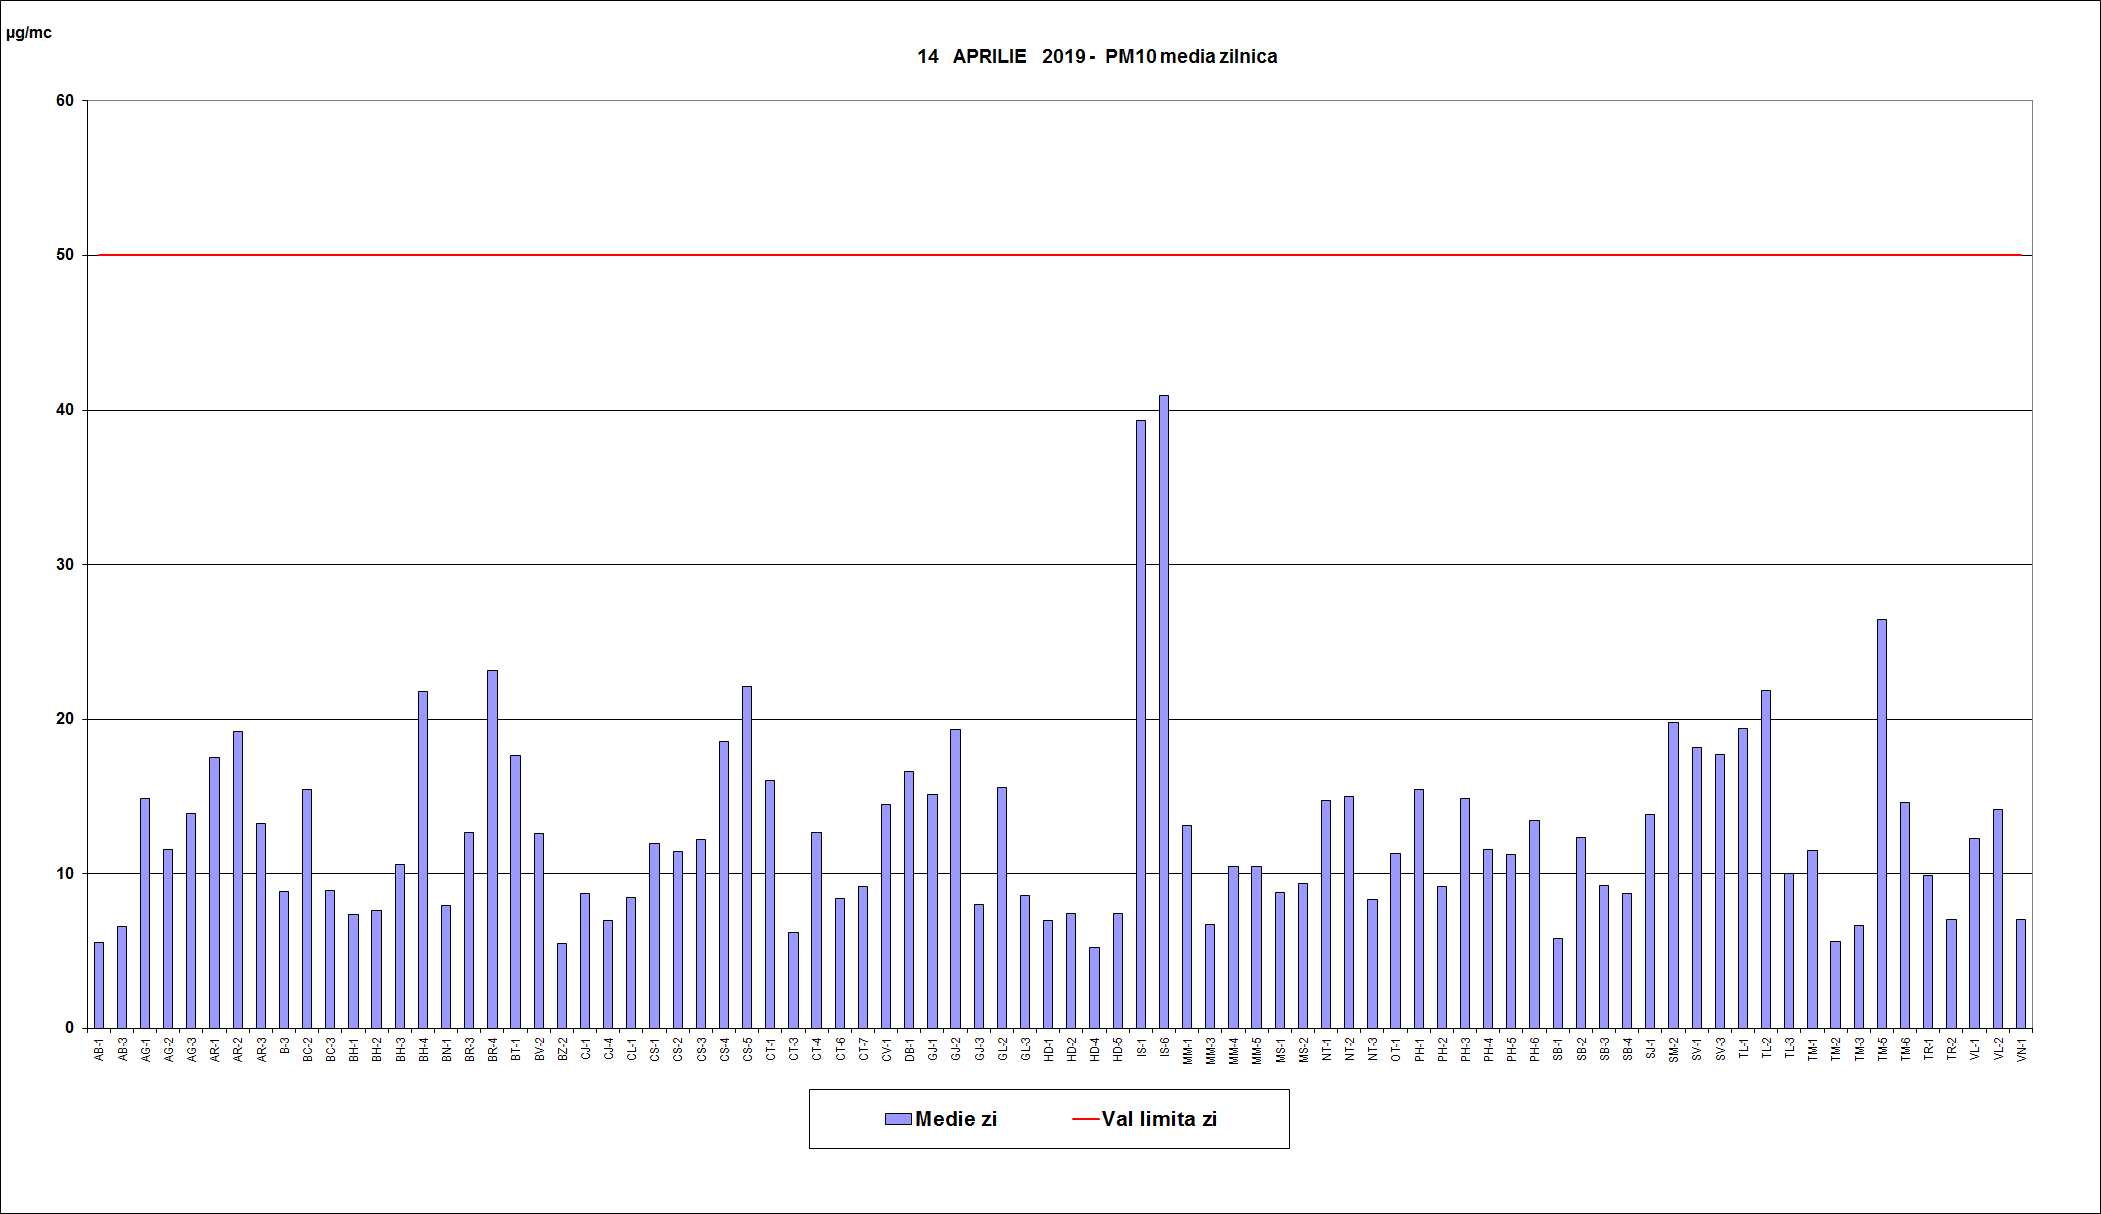 µg/mc
14 APRILIE 2019 - PM10 media zilnica
60
50
40
30
20
10
0
AB-1
AB-3
AG-1
AG-2
AG-3
AR-1
AR-2
AR-3
B-3
BC-2
BC-3
BH-1
BH-2
BH-3
BH-4
BN-1
BR-3
BR-4
BT-1
BV-2
BZ-2
CJ-1
CJ-4
CL-1
CS-1
CS-2
CS-3
CS-4
CS-5
CT-1
CT-3
CT-4
CT-6
CT-7
CV-1
DB-1
GJ-1
GJ-2
GJ-3
GL-2
GL-3
HD-1
HD-2
HD-4
HD-5
IS-1
IS-6
MM-1
MM-3
MM-4
MM-5
MS-1
MS-2
NT-1
NT-2
NT-3
OT-1
PH-1
PH-2
PH-3
PH-4
PH-5
PH-6
SB-1
SB-2
SB-3
SB-4
SJ-1
SM-2
SV-1
SV-3
TL-1
TL-2
TL-3
TM-1
TM-2
TM-3
TM-5
TM-6
TR-1
TR-2
VL-1
VL-2
VN-1
Medie zi
Val limita zi